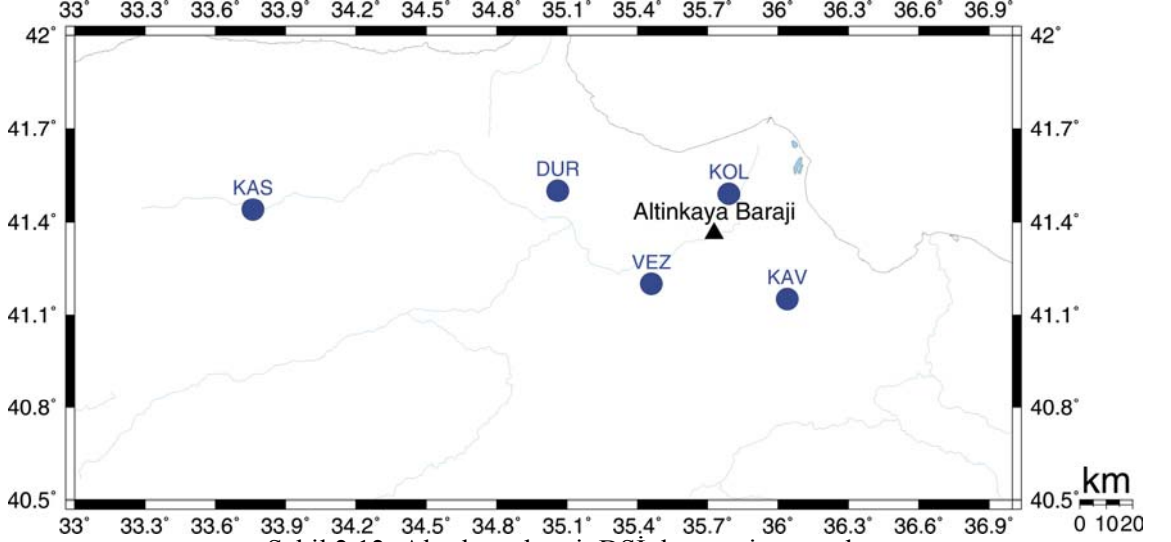 33° 33.3° 33.6° 33.9° 34.2° 34.5° 34.8° 35.1° 35.4° 35.7° 36° 36.3° 36.6° 36.9°
42° 42°
41.7° 41.7°
DUR KOL
KAS
Altinkaya Baraji
41.4° 41.4°
VEZ KAV
41.1° 41.1°
40.8° 40.8°
km
40.5° 40.5°
33° 33.3° 33.6° 33.9° 34.2° 34.5° 34.8° 35.1° 35.4° 35.7° 36° 36.3° 36.6° 36.9° 0 10 20